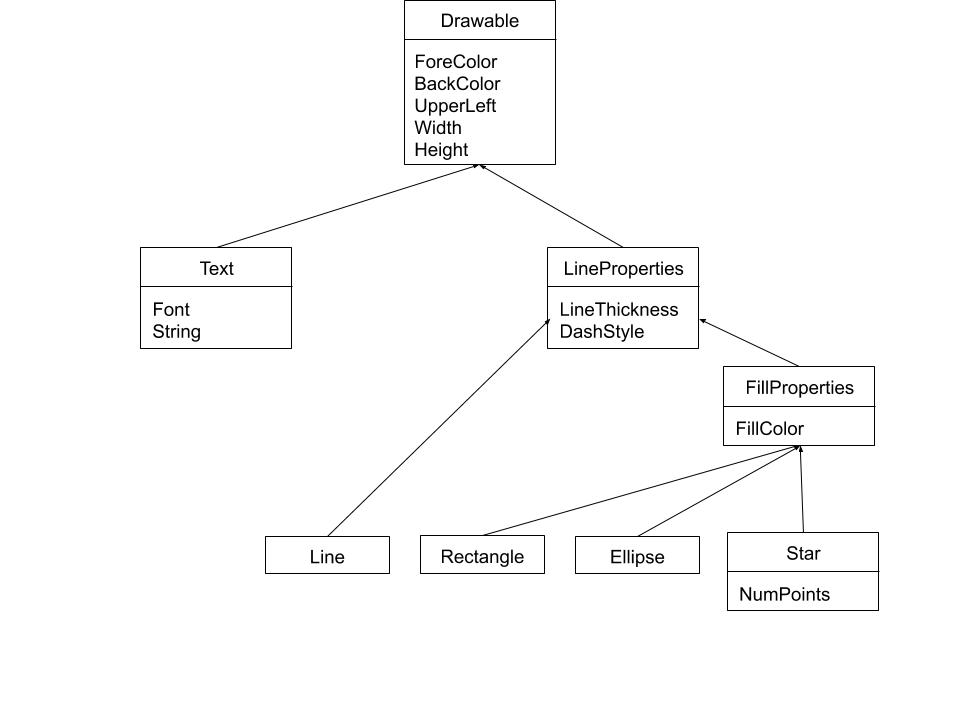 Drawable
ForeColor
BackColor
UpperLeft
Width
Height
Text
Font
String
LineProperties
LineThickness
DashStyle
FillProperties
FillColor
Line
Rectangle
Ellipse
Star
NumPoints